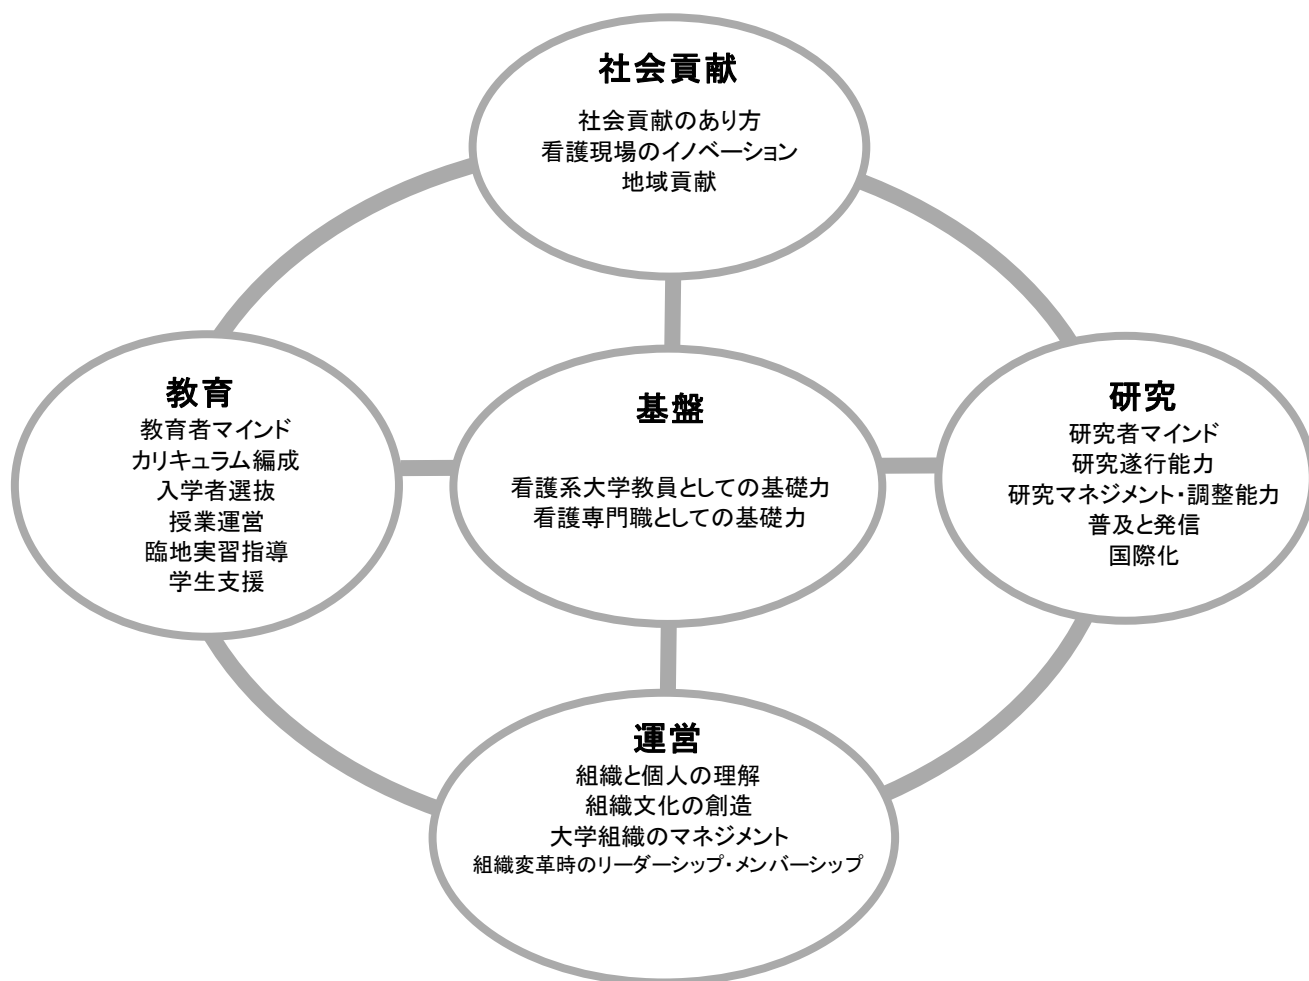 社会貢献
社会貢献のあり方
看護現場のイノベーション
地域貢献
教育
教育者マインド
カリキュラム編成
入学者選抜
授業運営
臨地実習指導
学生支援
基盤
看護系大学教員としての基礎力
看護専門職としての基礎力
研究
研究者マインド
研究遂行能力
研究マネジメント・調整能力
普及と発信
国際化
運営
組織と個人の理解
組織文化の創造
大学組織のマネジメント
組織変革時のリーダーシップ・メンバーシップ